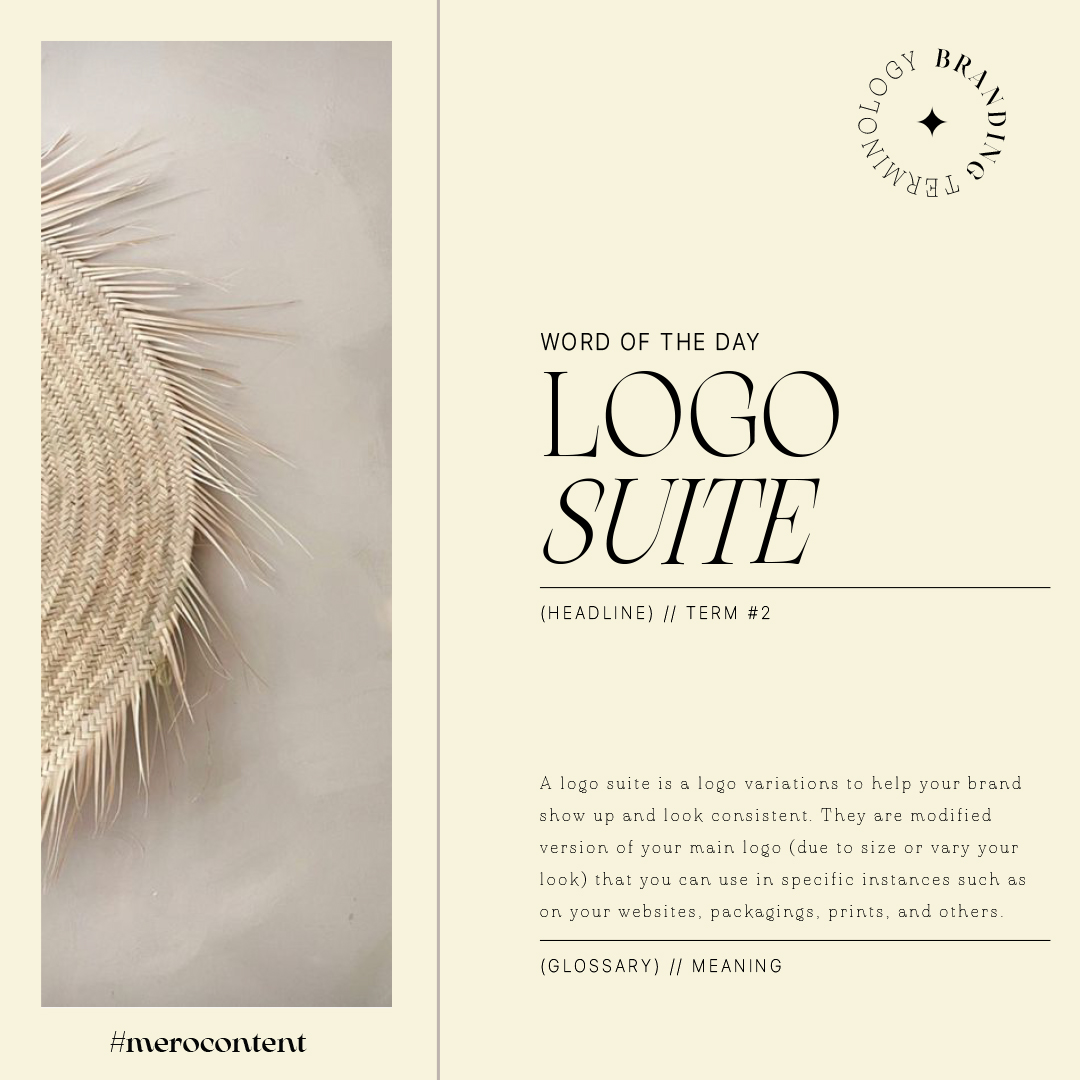 BRANDING TERMINOLOGY
WORD OF THE DAY
LOGO
SUITE
(HEADLINE) // TERM #2
A logo suite is a logo variations to help your brand
show up and look consistent. They are modified
version of your main logo (due to size or vary your
look) that you can use in specific instances such as
on your websites, packagings, prints, and others.
(GLOSSARY) // MEANING
#merocontent